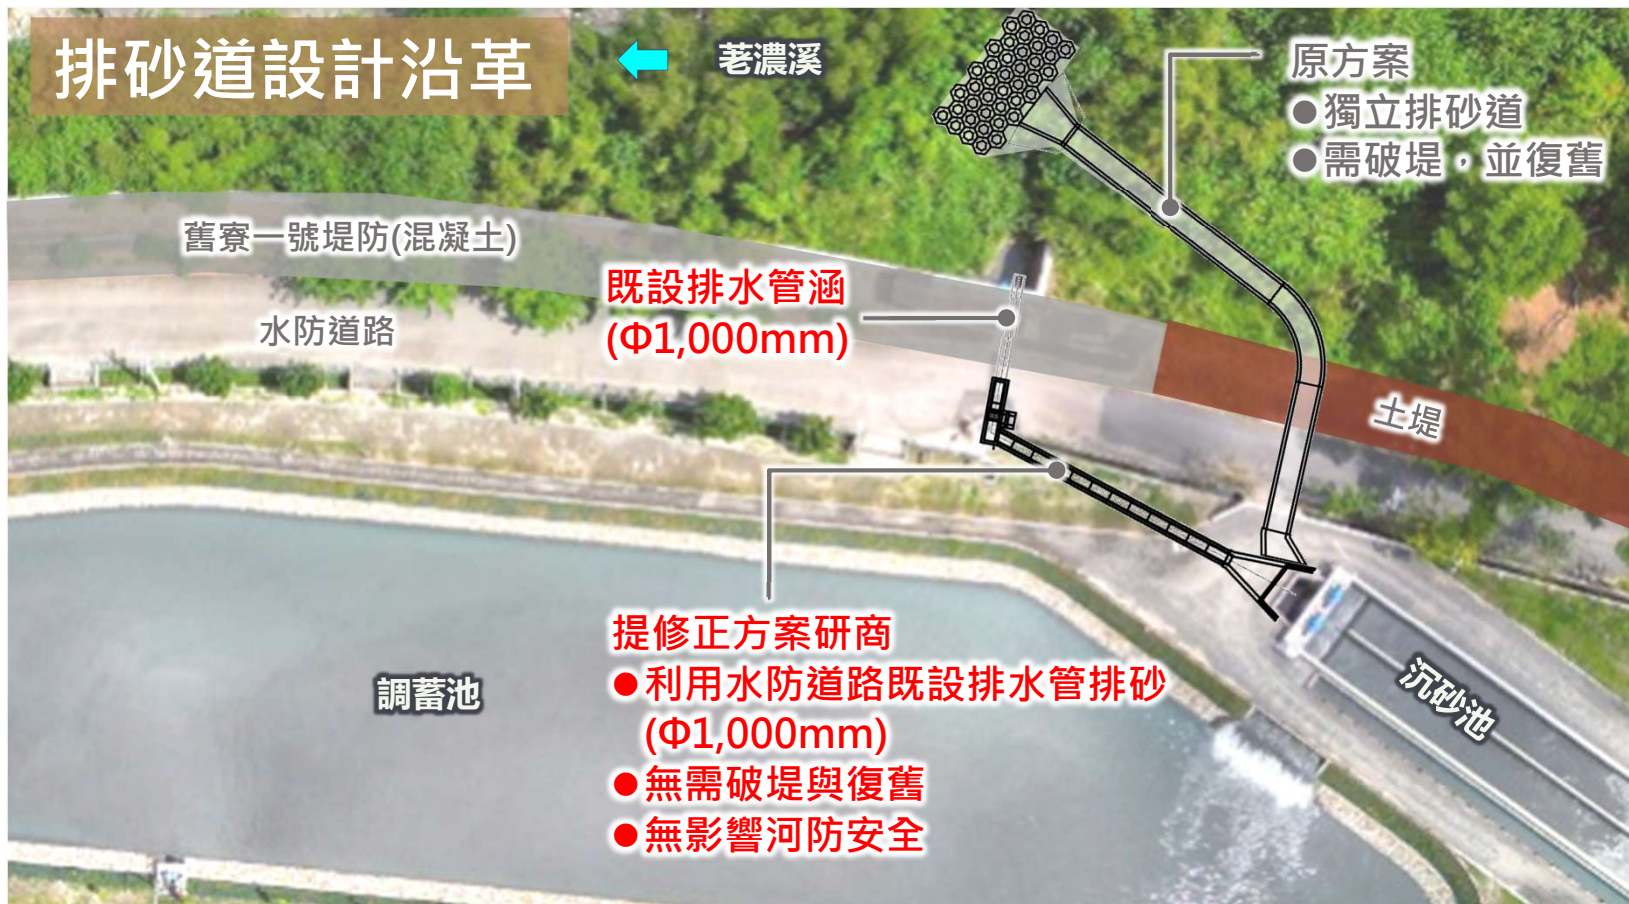 排砂道設計沿革
荖濃溪
原方案
●獨立排砂道
●需破堤，並復舊
舊寮一號堤防(混凝土)
既設排水管涵
(Φ1,000mm)
水防道路
土堤
提修正方案研商
●利用水防道路既設排水管排砂
(Φ1,000mm)
●無需破堤與復舊
●無影響河防安全
調蓄池
沉砂池